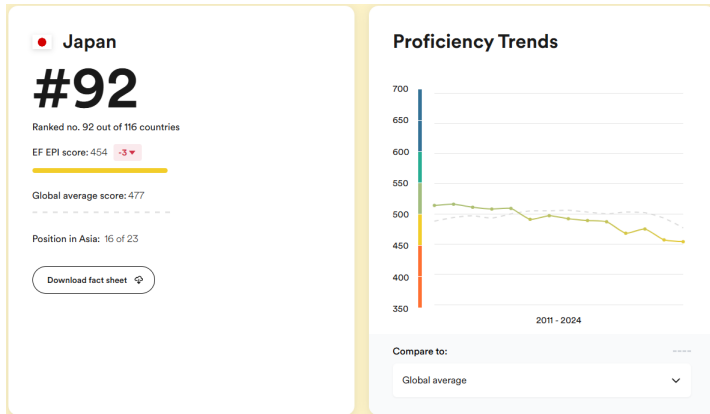 Japan
#92
Ranked no. 92 out of 116 countries
EF EPI score: 454 -3▼
Global average score: 477
Position in Asia: 16 of 23
Download fact sheet
Proficiency Trends
700
650
600
550
500
450
400
350
2011 - 2024
Compare to:
Global average